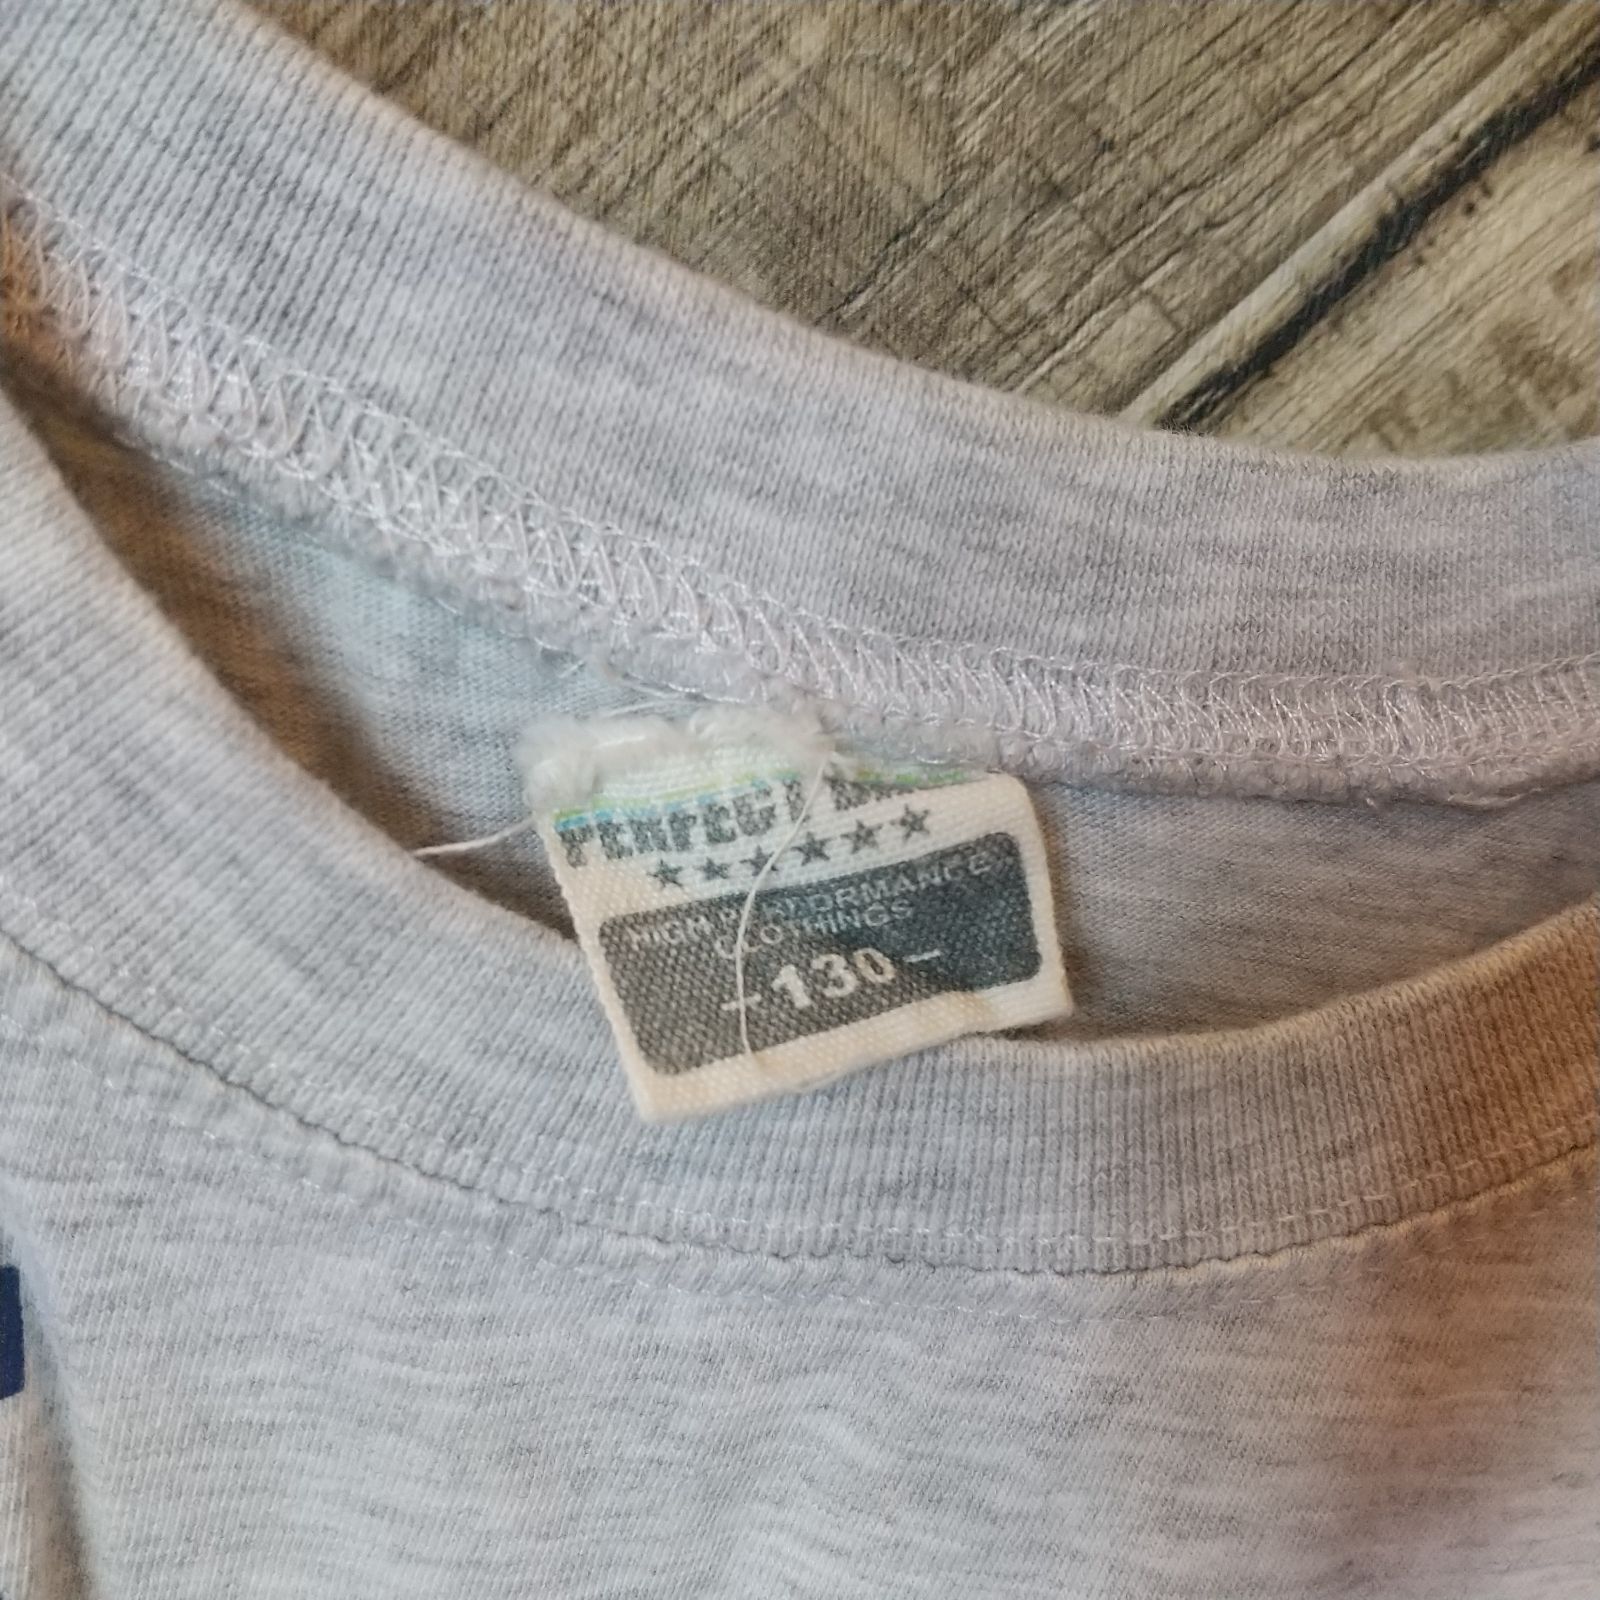 PERFECT
HIGH PERFORMANCE
CLOTHINGS
-130-